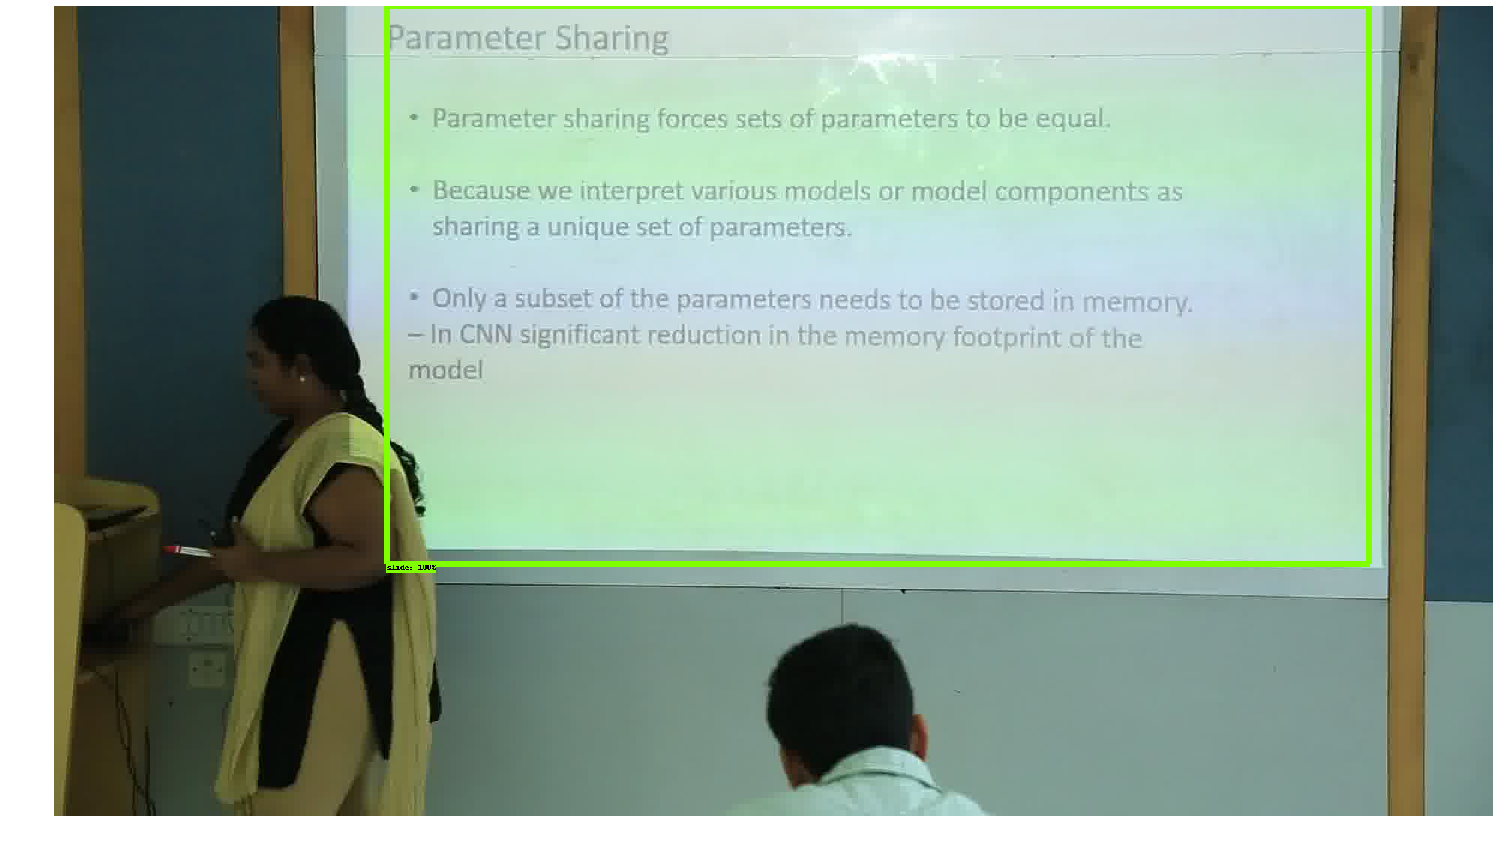 Parameter Sharing
• Parameter sharing forces sets of parameters to be equal.
• Because we interpret various models or model components as
sharing a unique set of parameters.
• Only a subset of the parameters needs to be stored in memory.
– In CNN significant reduction in the memory footprint of the
model
slide: 100%